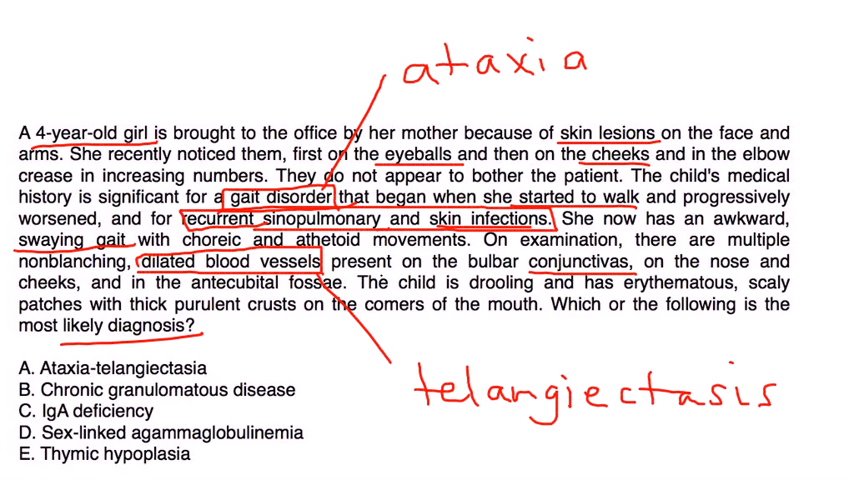 ataxia
A 4-year-old girl is brought to the office by her mother because of skin lesions on the face and
arms. She recently noticed them, first on the eyeballs and then on the cheeks and in the elbow
crease in increasing numbers. They do not appear to bother the patient. The child's medical
history is significant for a gait disorder that began when she started to walk and progressively
worsened, and for recurrent sinopulmonary and skin infections. She now has an awkward,
swaying gait with choreic and athetoid movements. On examination, there are multiple
nonblanching, dilated blood vessels present on the bulbar conjunctivas, on the nose and
cheeks, and in the antecubital fossae. The child is drooling and has erythematous, scaly
patches with thick purulent crusts on the corners of the mouth. Which or the following is the
most likely diagnosis?
A. Ataxia-telangiectasia
B. Chronic granulomatous disease
C. IgA deficiency
D. Sex-linked agammaglobulinemia
E. Thymic hypoplasia
telangiectasis